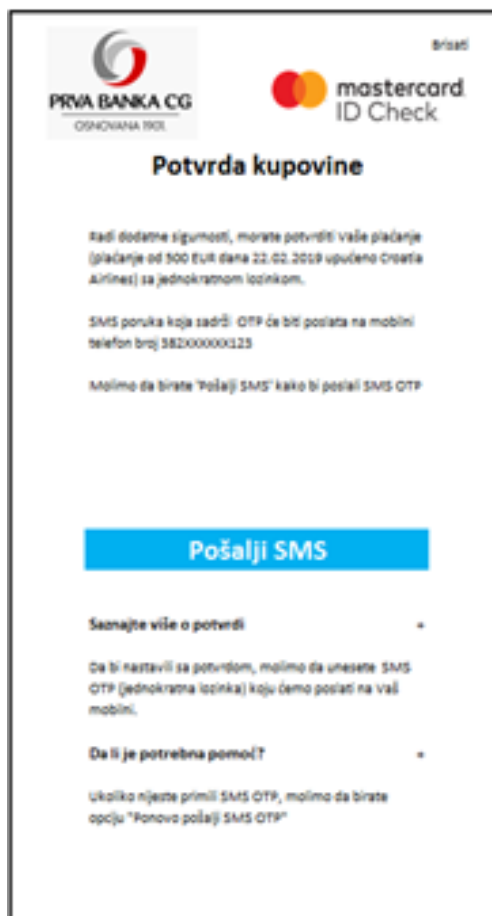 Brisati
PRVA BANKA CG
OSNOVANA 1901.
mastercard
ID Check
Potvrda kupovine
Radi dodatne sigurnosti, morate potvrditi Vaše plaćanje
(plaćanje od 500 EUR dana 22.02.2019 upućeno Croatia
Airlines) sa jednokratnom lozinkom.
SMS poruka koja sadrži OTP će biti poslata na mobilni
telefon broj 382XXXXXX123
Molimo da birate 'Pošalji SMS' kako bi poslali SMS OTP
Pošalji SMS
Saznajte više o potvrdi
Da bi nastavili sa potvrdom, molimo da unesete SMS
OTP (jednokratna lozinka) koju ćemo poslati na Vaš
mobilni.
Da li je potrebna pomoć?
Ukoliko nijeste primili SMS OTP, molimo da birate
opciju "Ponovo pošalji SMS OTP"